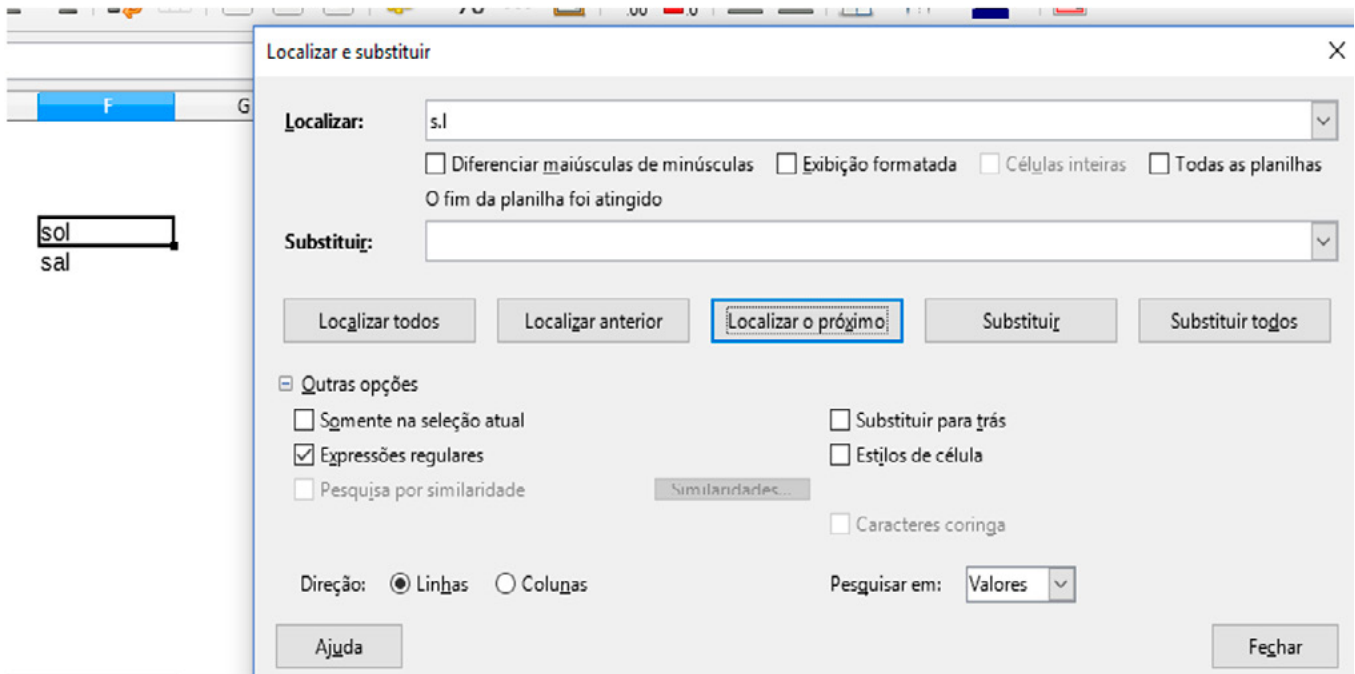 Localizar e substituir
F G
Localizar: s.l
Diferenciar maiúsculas de minúsculas Exibição formatada Células inteiras Todas as planilhas
O fim da planilha foi atingido
sol
Substituir:
sal
Localizar todos Localizar anterior Localizar o próximo Substituir Substituir todos
Outras opções
Somente na seleção atual Substituir para trás
Expressões regulares Estilos de célula
Pesquisa por similaridade Similaridades...
Caracteres coringa
Direção: Linhas Colunas Pesquisar em: Valores
Ajuda Fechar